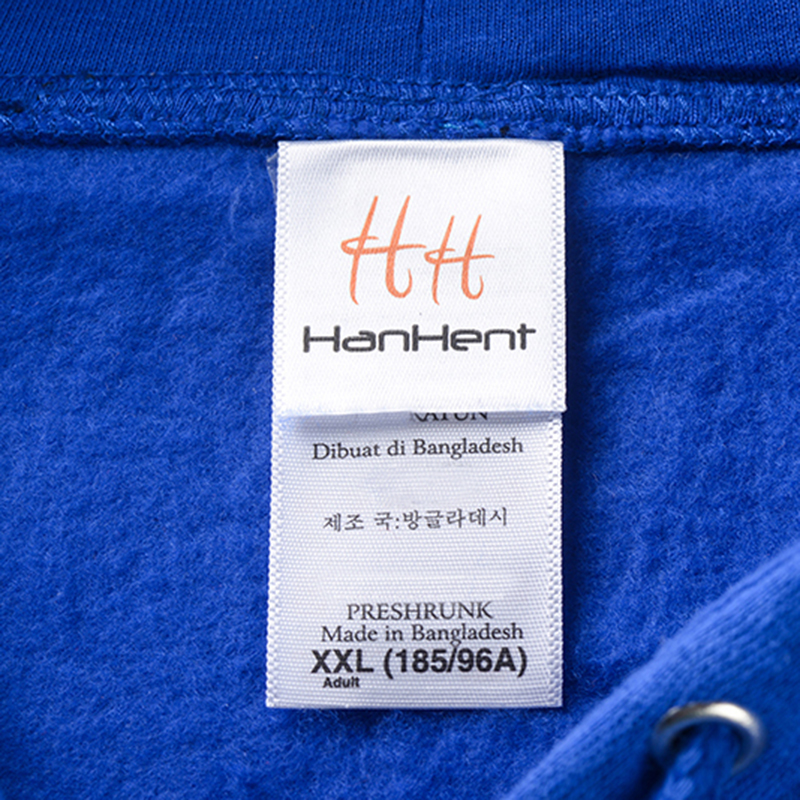 HH
HanHent
Dibuat di Bangladesh
제조 국:방글라데시
PRESHRUNK
Made in Bangladesh
XXL (185/96A)
Adult